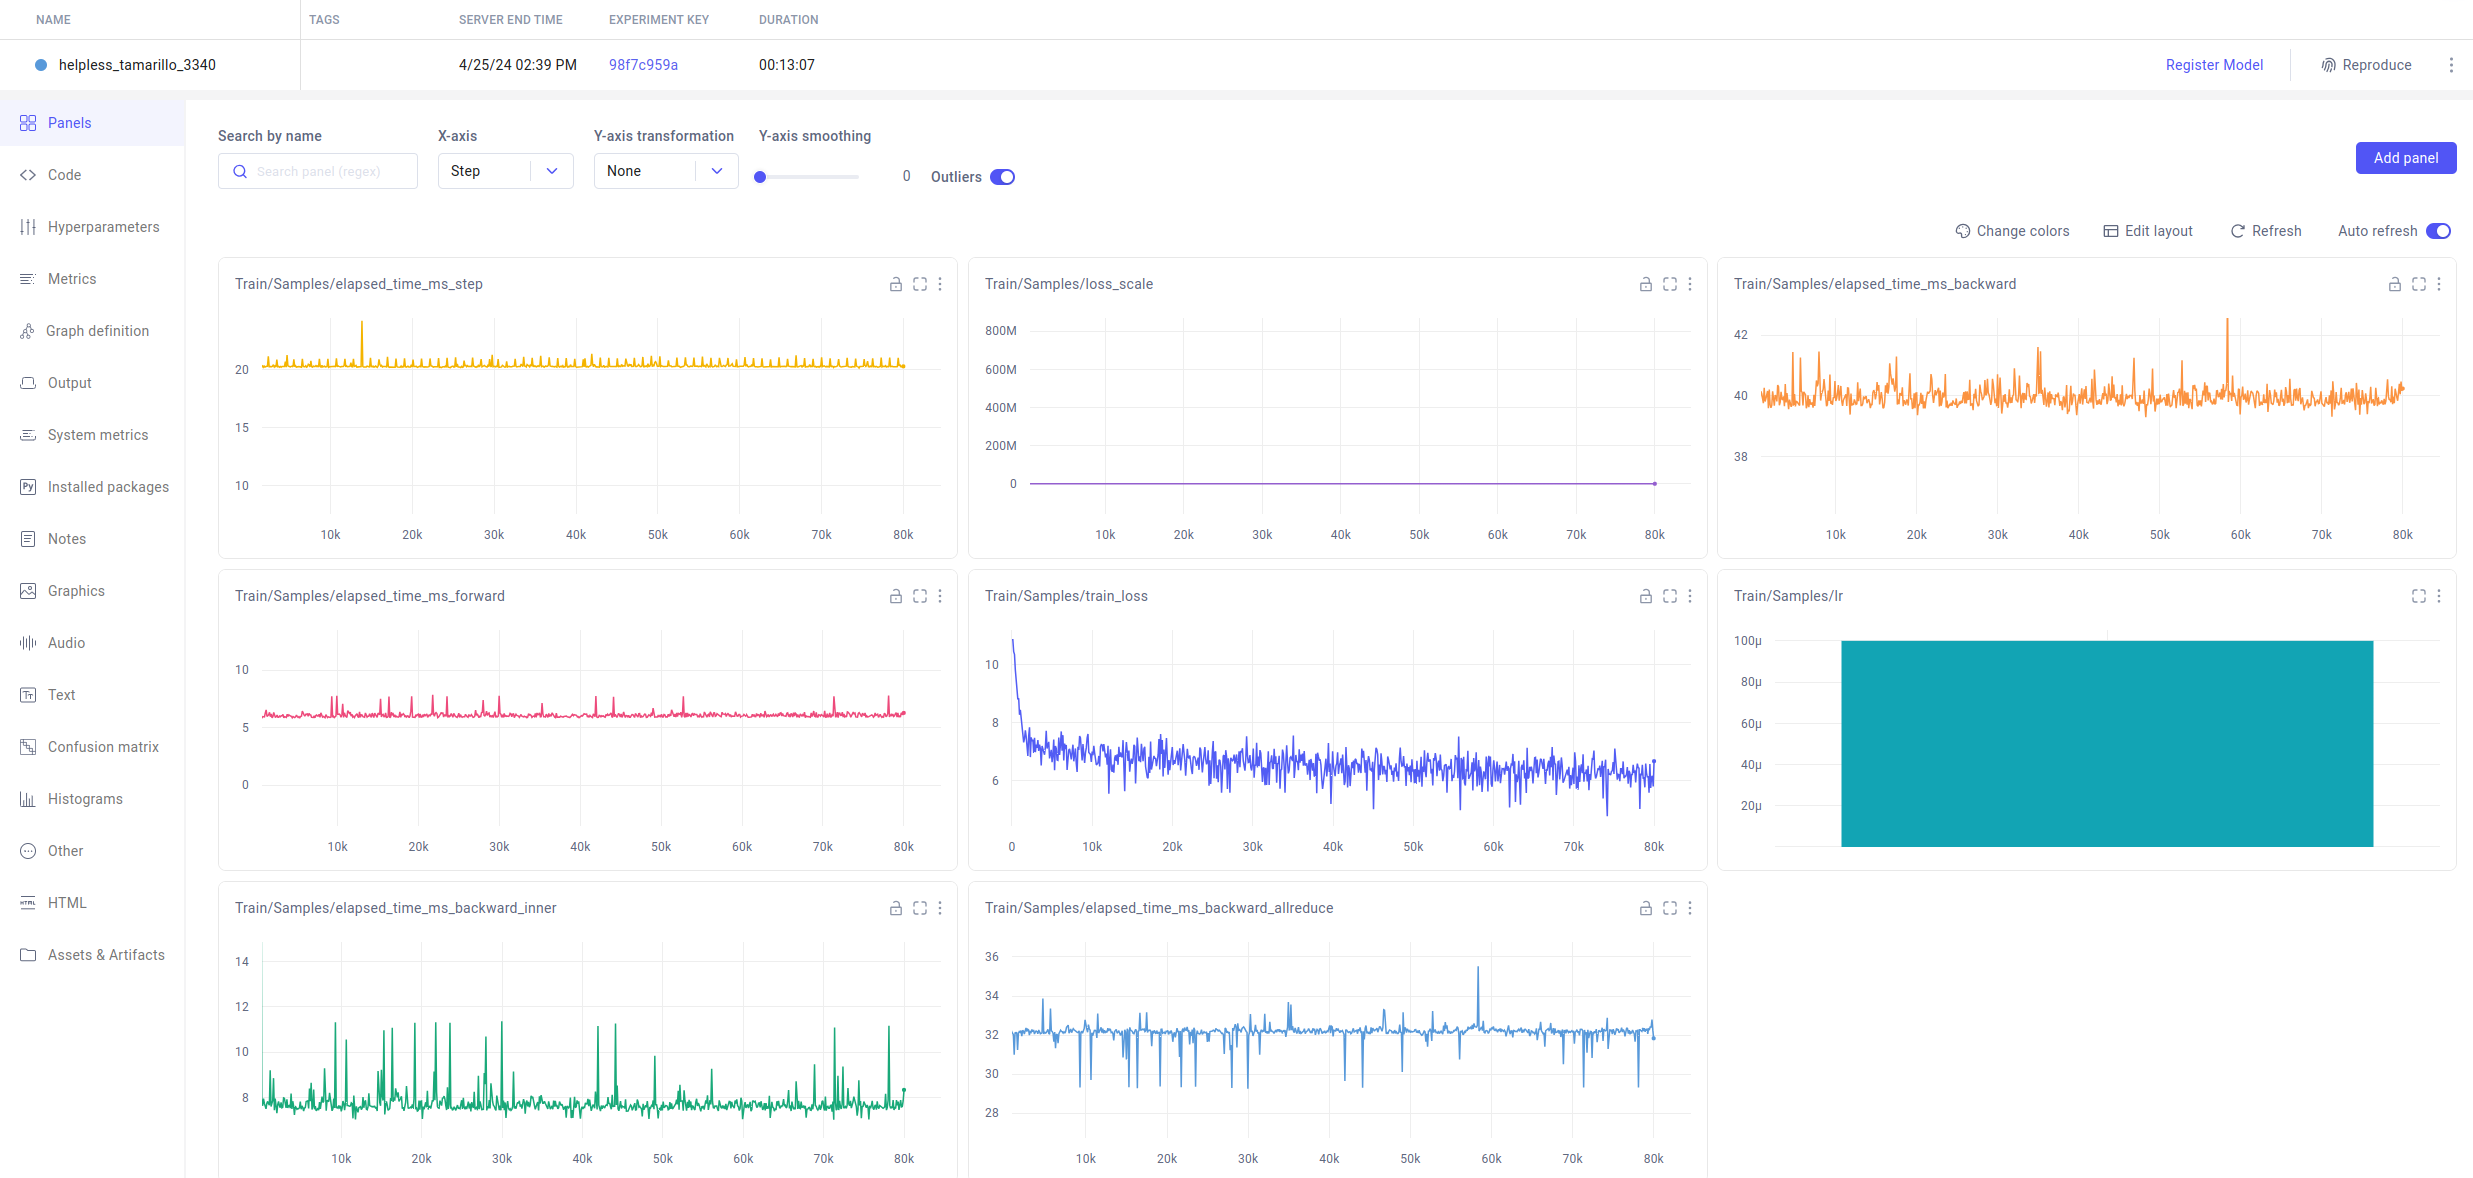 NAME TAGS SERVER END TIME EXPERIMENT KEY DURATION
helpless_tamarillo_3340 4/25/24 02:39 PM 98f7c959a 00:13:07 Register Model Reproduce
Panels
Code
Hyperparameters
Metrics
Graph definition
Output
System metrics
Py Installed packages
Notes
Graphics
Audio
Tt Text
Confusion matrix
Histograms
Other
HTML HTML
Assets & Artifacts
Search by name X-axis Y-axis transformation Y-axis smoothing
Search panel (regex) Step None 0 Outliers
Add panel
Change colors Edit layout Refresh Auto refresh
Train/Samples/elapsed_time_ms_step
20
15
10
10k 20k 30k 40k 50k 60k 70k 80k
Train/Samples/loss_scale
800M
600M
400M
200M
0
10k 20k 30k 40k 50k 60k 70k 80k
Train/Samples/elapsed_time_ms_backward
42
40
38
10k 20k 30k 40k 50k 60k 70k 80k
Train/Samples/elapsed_time_ms_forward
10
5
0
10k 20k 30k 40k 50k 60k 70k 80k
Train/Samples/train_loss
10
8
6
0 10k 20k 30k 40k 50k 60k 70k 80k
Train/Samples/lr
100µ
80µ
60µ
40µ
20µ
Train/Samples/elapsed_time_ms_backward_inner
14
12
10
8
10k 20k 30k 40k 50k 60k 70k 80k
Train/Samples/elapsed_time_ms_backward_allreduce
36
34
32
30
28
10k 20k 30k 40k 50k 60k 70k 80k